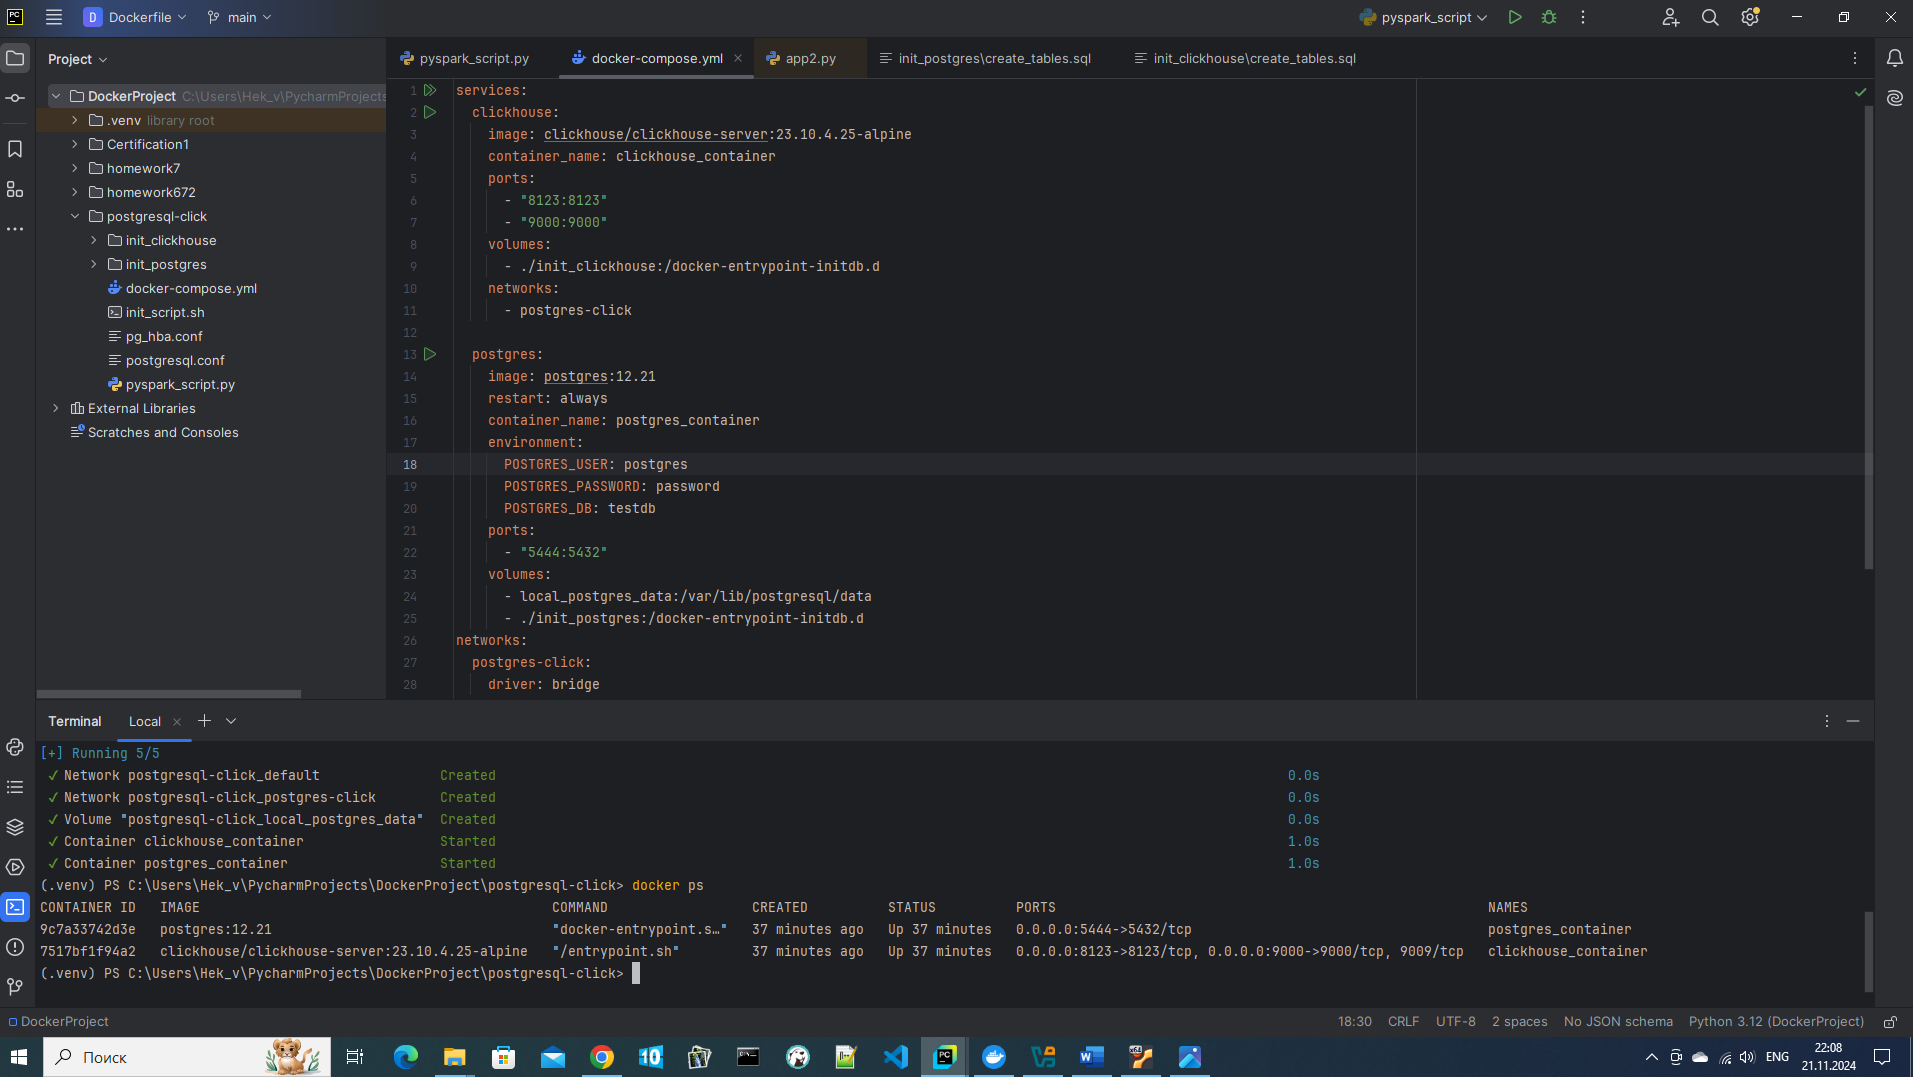 PC
D Dockerfile
main
pyspark_script
Project
pyspark_script.py
docker-compose.yml
app2.py
init_postgres\create_tables.sql
init_clickhouse\create_tables.sql
DockerProject C:\Users\Hek_v\PycharmProjects
.venv library root
Certification1
homework7
homework672
postgresql-click
init_clickhouse
init_postgres
docker-compose.yml
init_script.sh
pg_hba.conf
postgresql.conf
pyspark_script.py
External Libraries
Scratches and Consoles
1 services:
2 clickhouse:
3 image: clickhouse/clickhouse-server:23.10.4.25-alpine
4 container_name: clickhouse_container
5 ports:
6 - "8123:8123"
7 - "9000:9000"
8 volumes:
9 - ./init_clickhouse:/docker-entrypoint-initdb.d
10 networks:
11 - postgres-click
12
13 postgres:
14 image: postgres:12.21
15 restart: always
16 container_name: postgres_container
17 environment:
18 POSTGRES_USER: postgres
19 POSTGRES_PASSWORD: password
20 POSTGRES_DB: testdb
21 ports:
22 - "5444:5432"
23 volumes:
24 - local_postgres_data:/var/lib/postgresql/data
25 - ./init_postgres:/docker-entrypoint-initdb.d
26 networks:
27 postgres-click:
28 driver: bridge
Terminal Local
[+] Running 5/5
✓ Network postgresql-click_default Created 0.0s
✓ Network postgresql-click_postgres-click Created 0.0s
✓ Volume "postgresql-click_local_postgres_data" Created 0.0s
✓ Container clickhouse_container Started 1.0s
✓ Container postgres_container Started 1.0s
(.venv) PS C:\Users\Hek_v\PycharmProjects\DockerProject\postgresql-click> docker ps
CONTAINER ID IMAGE COMMAND CREATED STATUS PORTS NAMES
9c7a33742d3e postgres:12.21 "docker-entrypoint.s…" 37 minutes ago Up 37 minutes 0.0.0.0:5444->5432/tcp postgres_container
7517bf1f94a2 clickhouse/clickhouse-server:23.10.4.25-alpine "/entrypoint.sh" 37 minutes ago Up 37 minutes 0.0.0.0:8123->8123/tcp, 0.0.0.0:9000->9000/tcp, 9009/tcp clickhouse_container
(.venv) PS C:\Users\Hek_v\PycharmProjects\DockerProject\postgresql-click>
DockerProject
18:30 CRLF UTF-8 2 spaces No JSON schema Python 3.12 (DockerProject)
Поиск
ENG
22:08
21.11.2024